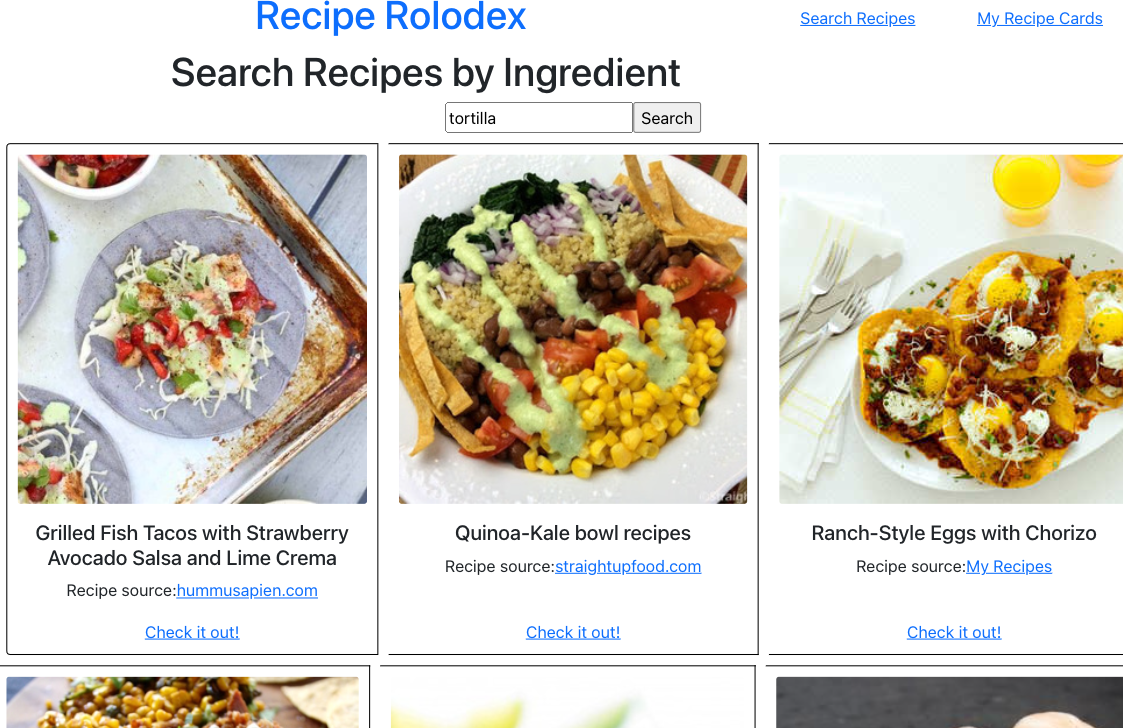 Recipe Rolodex
Search Recipes
My Recipe Cards
Search Recipes by Ingredient
tortilla
Search
Grilled Fish Tacos with Strawberry
Avocado Salsa and Lime Crema
Recipe source:hummusapien.com
Check it out!
Quinoa-Kale bowl recipes
Recipe source:straightupfood.com
Check it out!
Ranch-Style Eggs with Chorizo
Recipe source:My Recipes
Check it out!